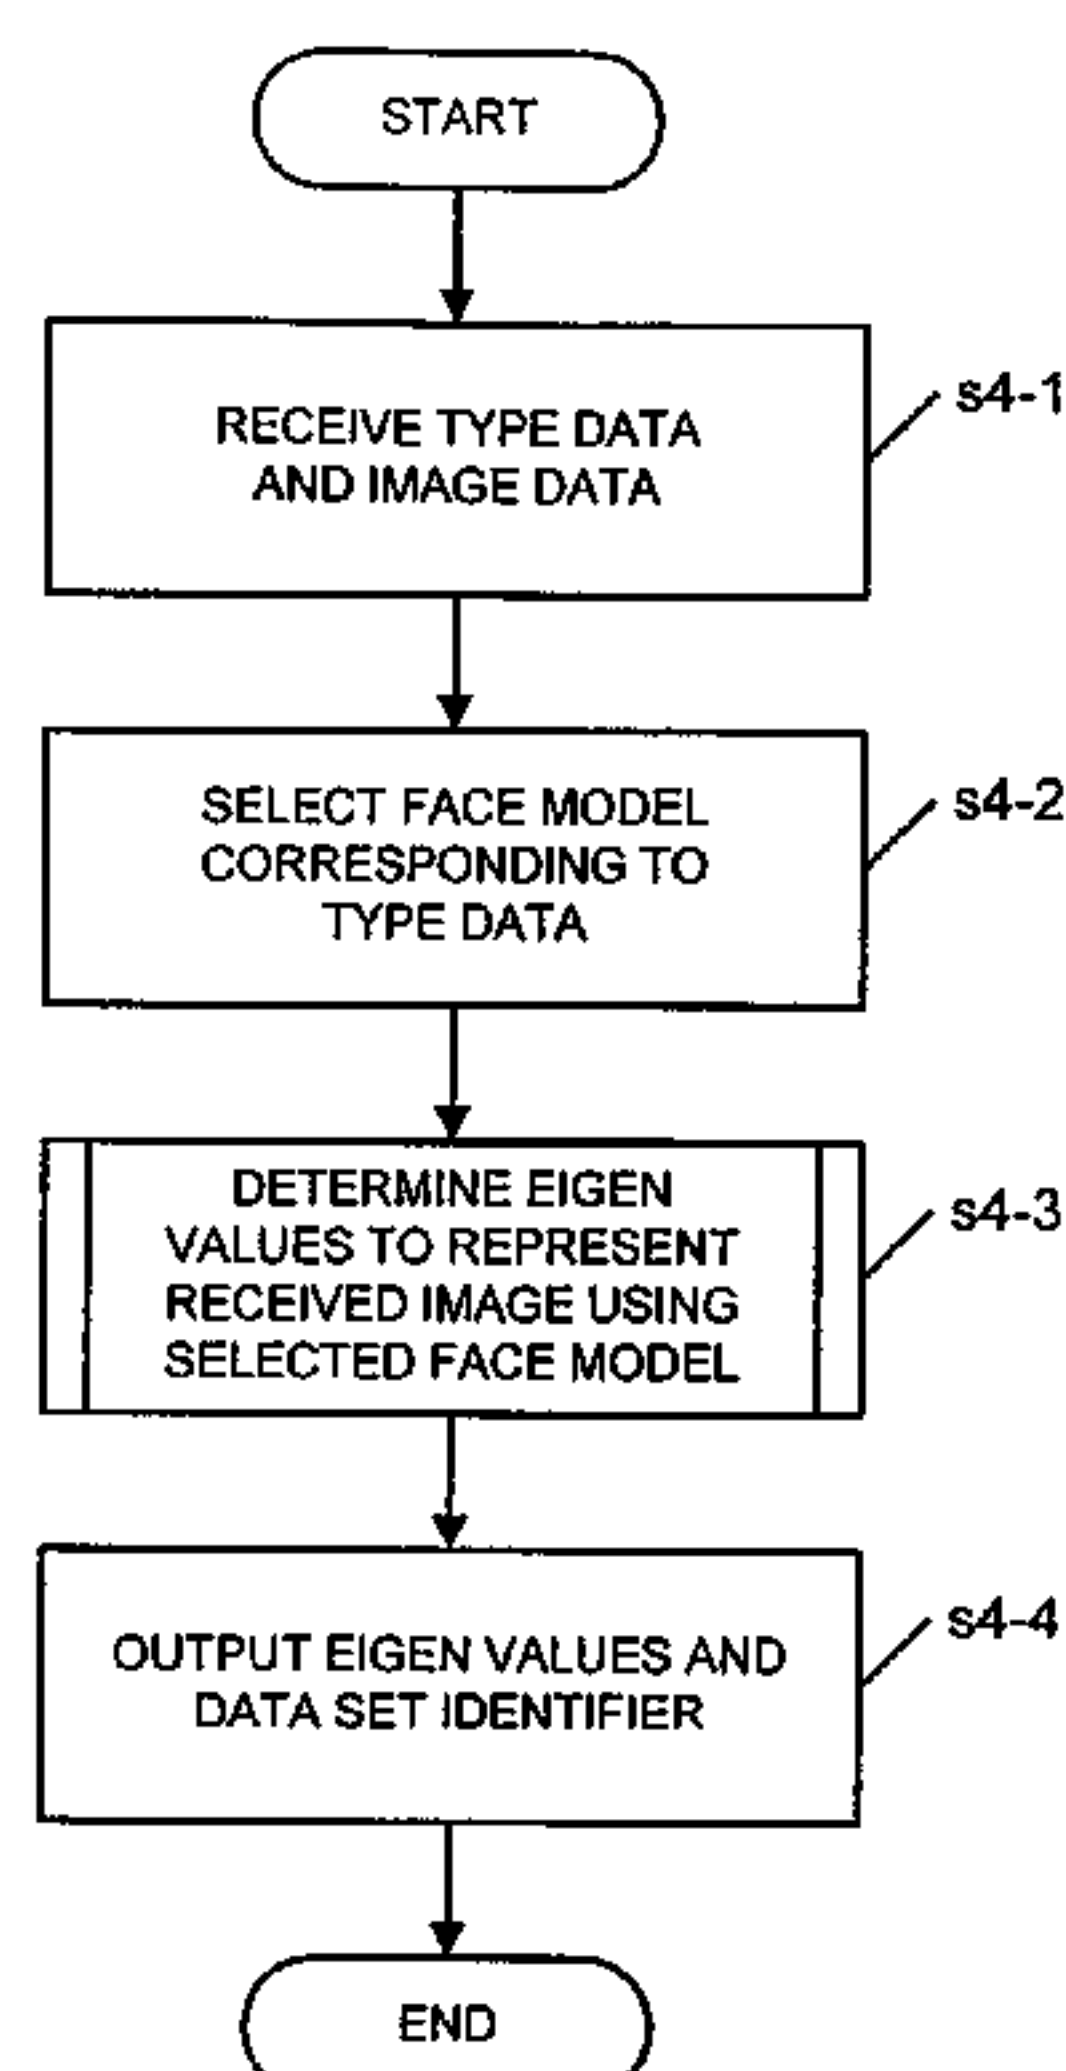 START
RECEIVE TYPE DATA
AND IMAGE DATA
s4-1
SELECT FACE MODEL
CORRESPONDING TO
TYPE DATA
s4-2
DETERMINE EIGEN
VALUES TO REPRESENT
RECEIVED IMAGE USING
SELECTED FACE MODEL
s4-3
OUTPUT EIGEN VALUES AND
DATA SET IDENTIFIER
s4-4
END